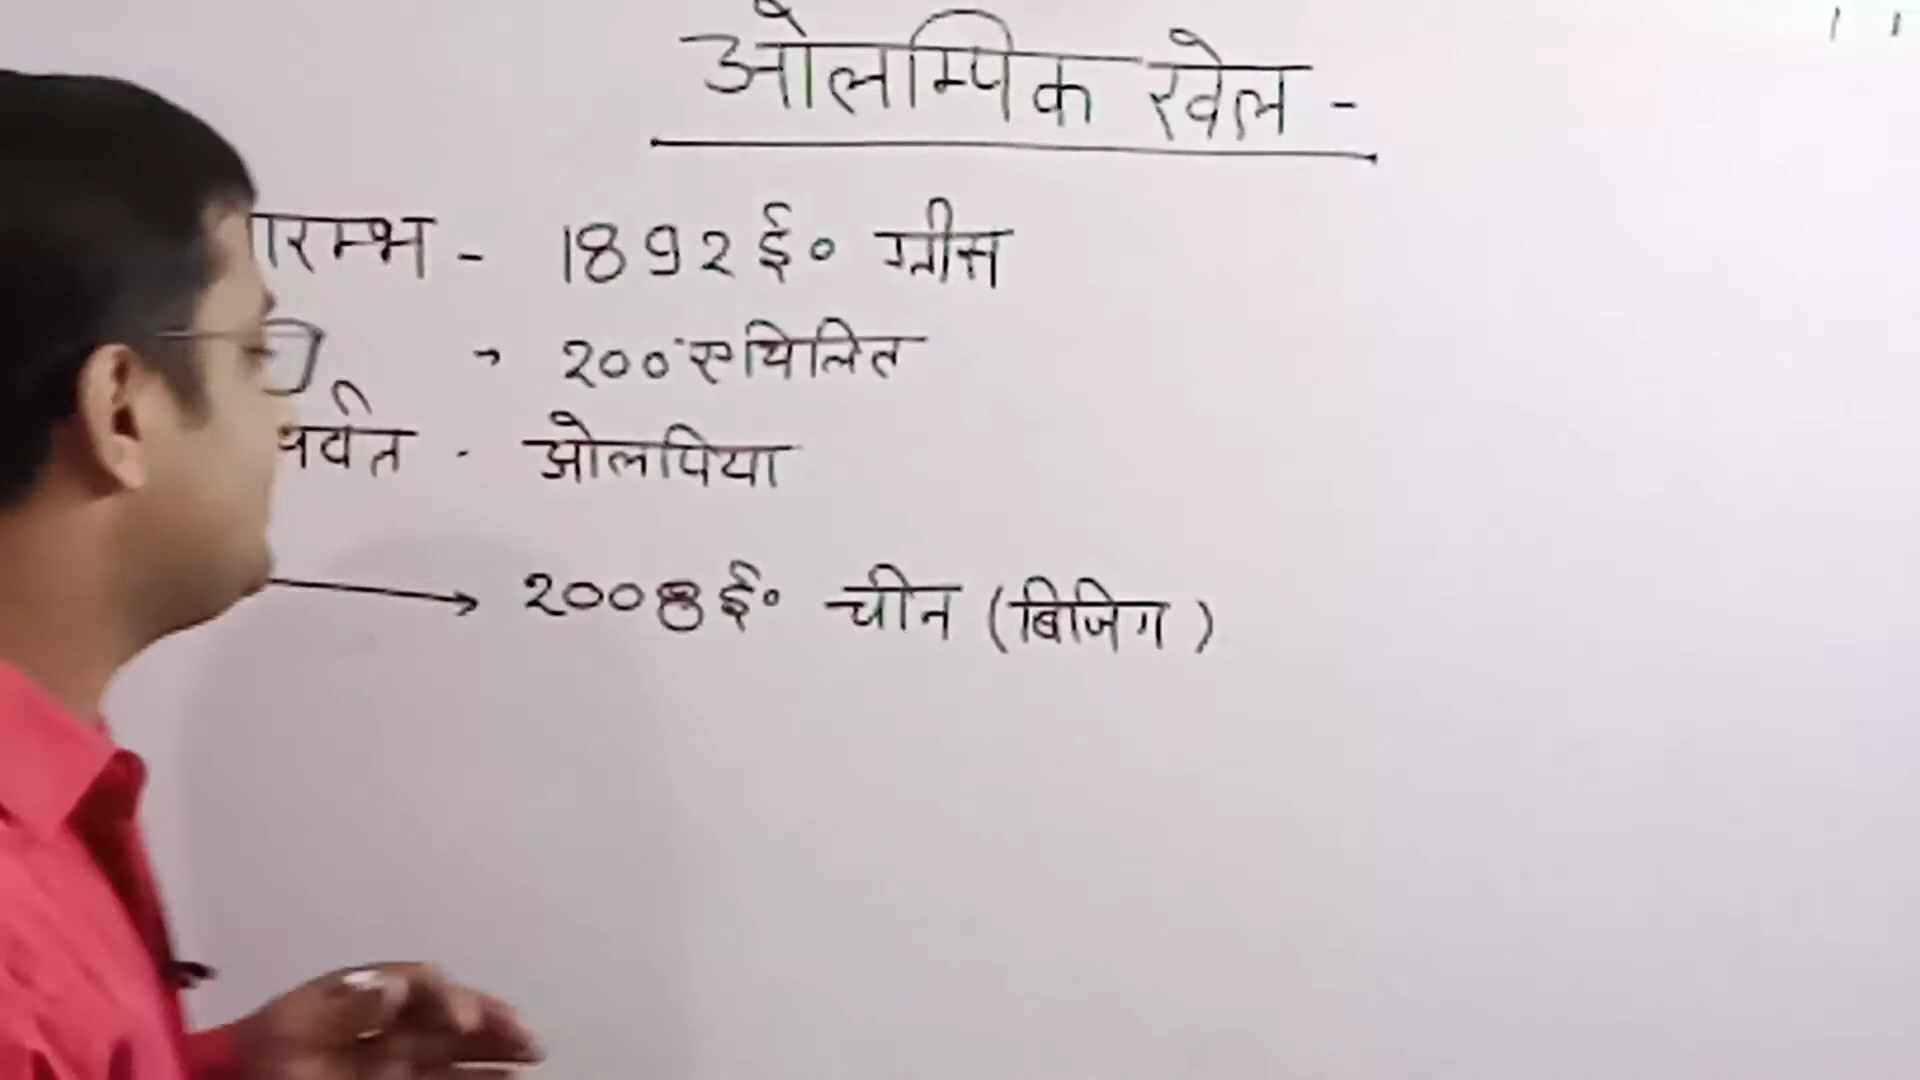 ओलम्पिक खेल -
ारम्भ - 1892 ई० ग्रीस
200
पर्वत - ओलपिया
→ 2008 ई० चीन (बिजिग)